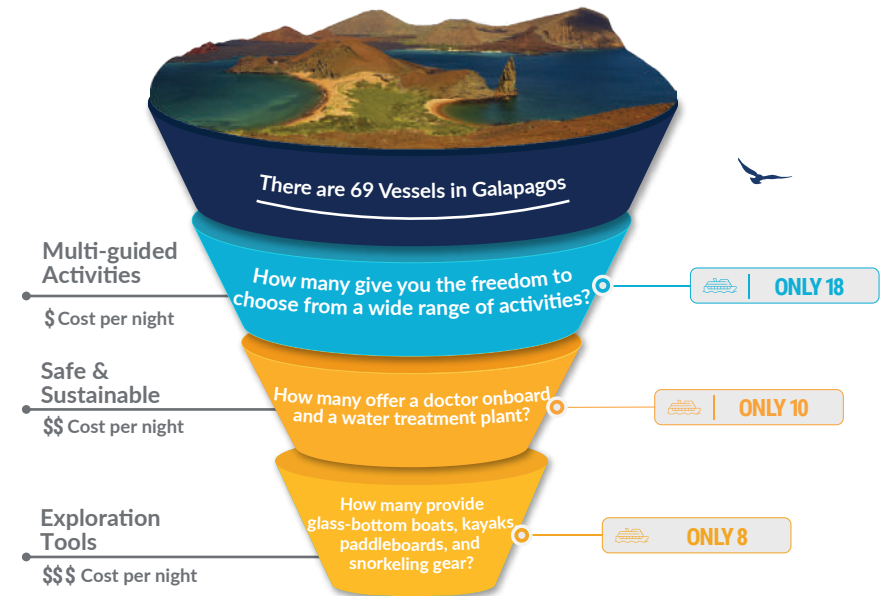 There are 69 Vessels in Galapagos
Multi-guided
Activities
$ Cost per night
How many give you the freedom to
choose from a wide range of activities?
ONLY 18
Safe &
Sustainable
$$ Cost per night
How many offer a doctor onboard
and a water treatment plant?
ONLY 10
Exploration
Tools
$$$ Cost per night
How many provide
glass-bottom boats, kayaks,
paddleboards, and
snorkeling gear?
ONLY 8